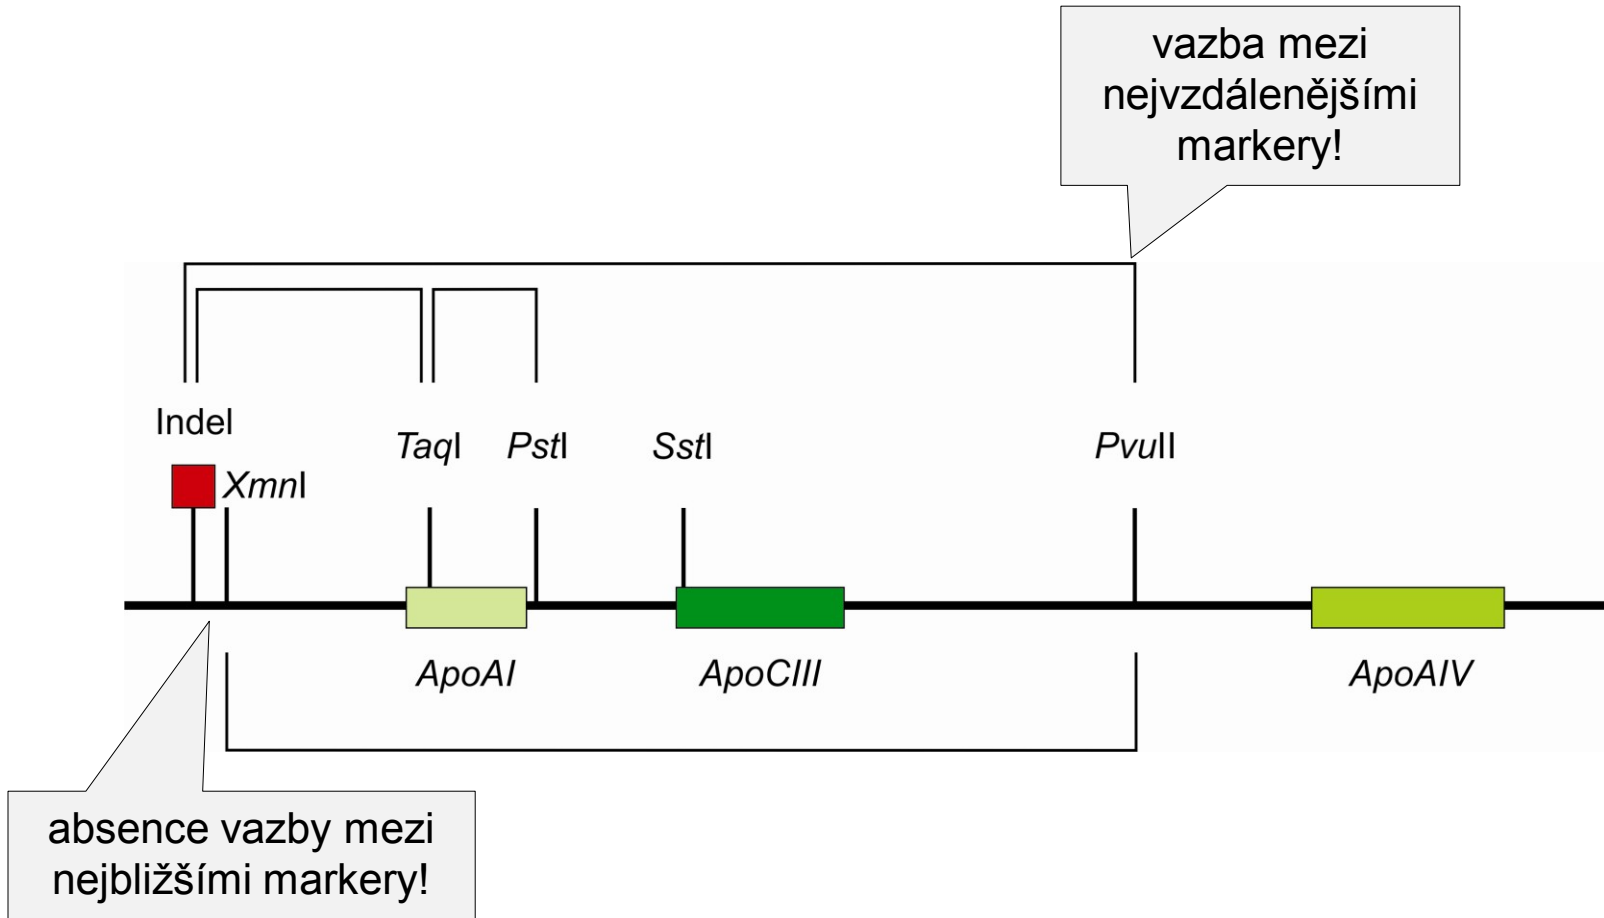 vazba mezi
nejvzdálenějšími
markery!
Indel
XmnI
TaqI
PstI
SstI
PvuII
ApoAI
ApoCIII
ApoAIV
absence vazby mezi
nejbližšími markery!